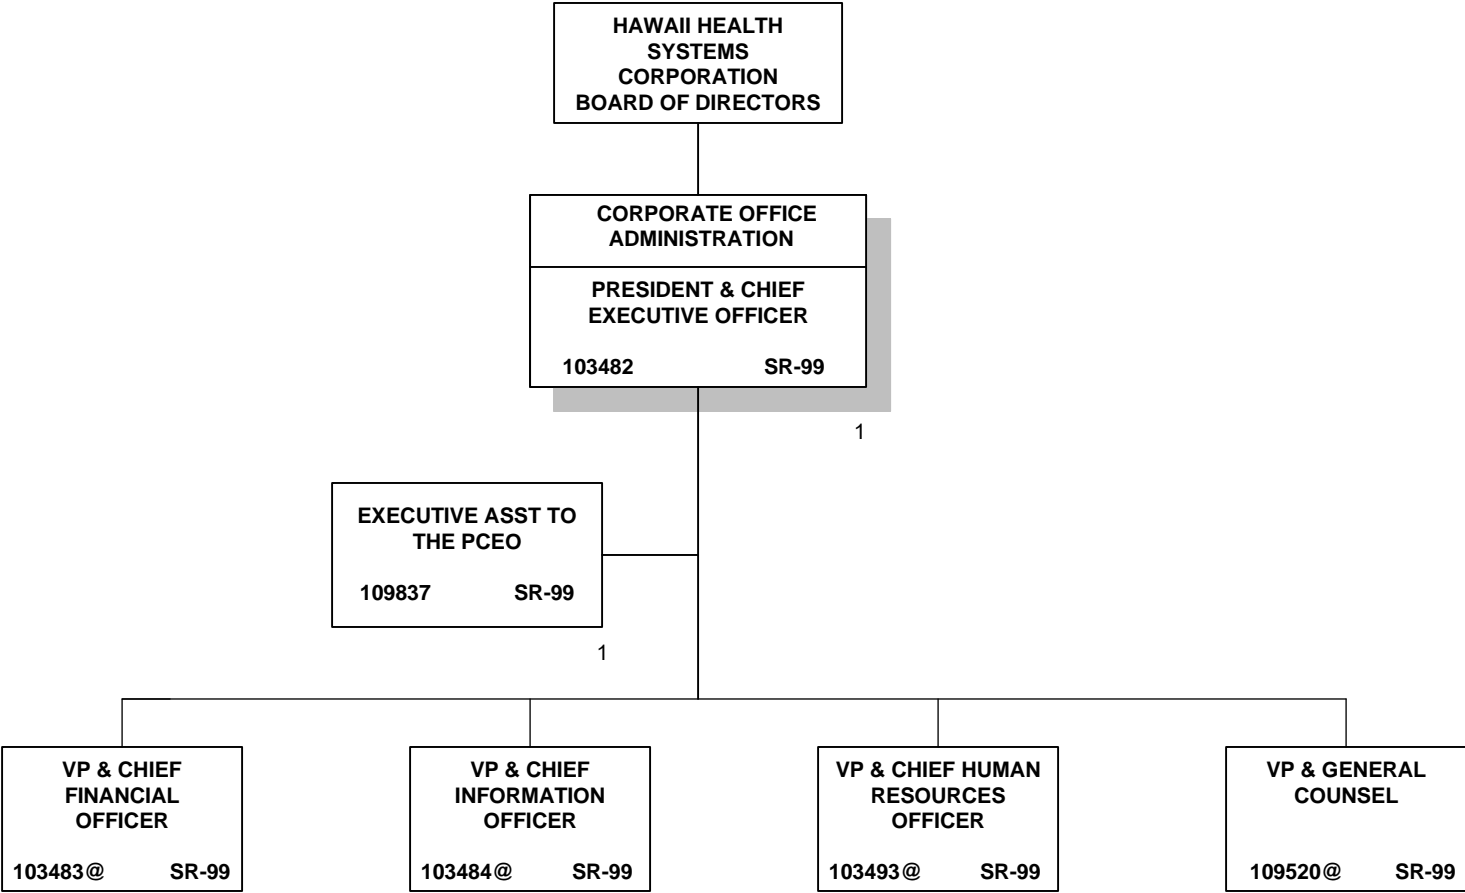 HAWAII HEALTH
SYSTEMS
CORPORATION
BOARD OF DIRECTORS
CORPORATE OFFICE
ADMINISTRATION
PRESIDENT & CHIEF
EXECUTIVE OFFICER
103482 SR-99
1
EXECUTIVE ASST TO
THE PCEO
109837 SR-99
1
VP & CHIEF
FINANCIAL
OFFICER
103483@ SR-99
VP & CHIEF
INFORMATION
OFFICER
103484@ SR-99
VP & CHIEF HUMAN
RESOURCES
OFFICER
103493@ SR-99
VP & GENERAL
COUNSEL
109520@ SR-99